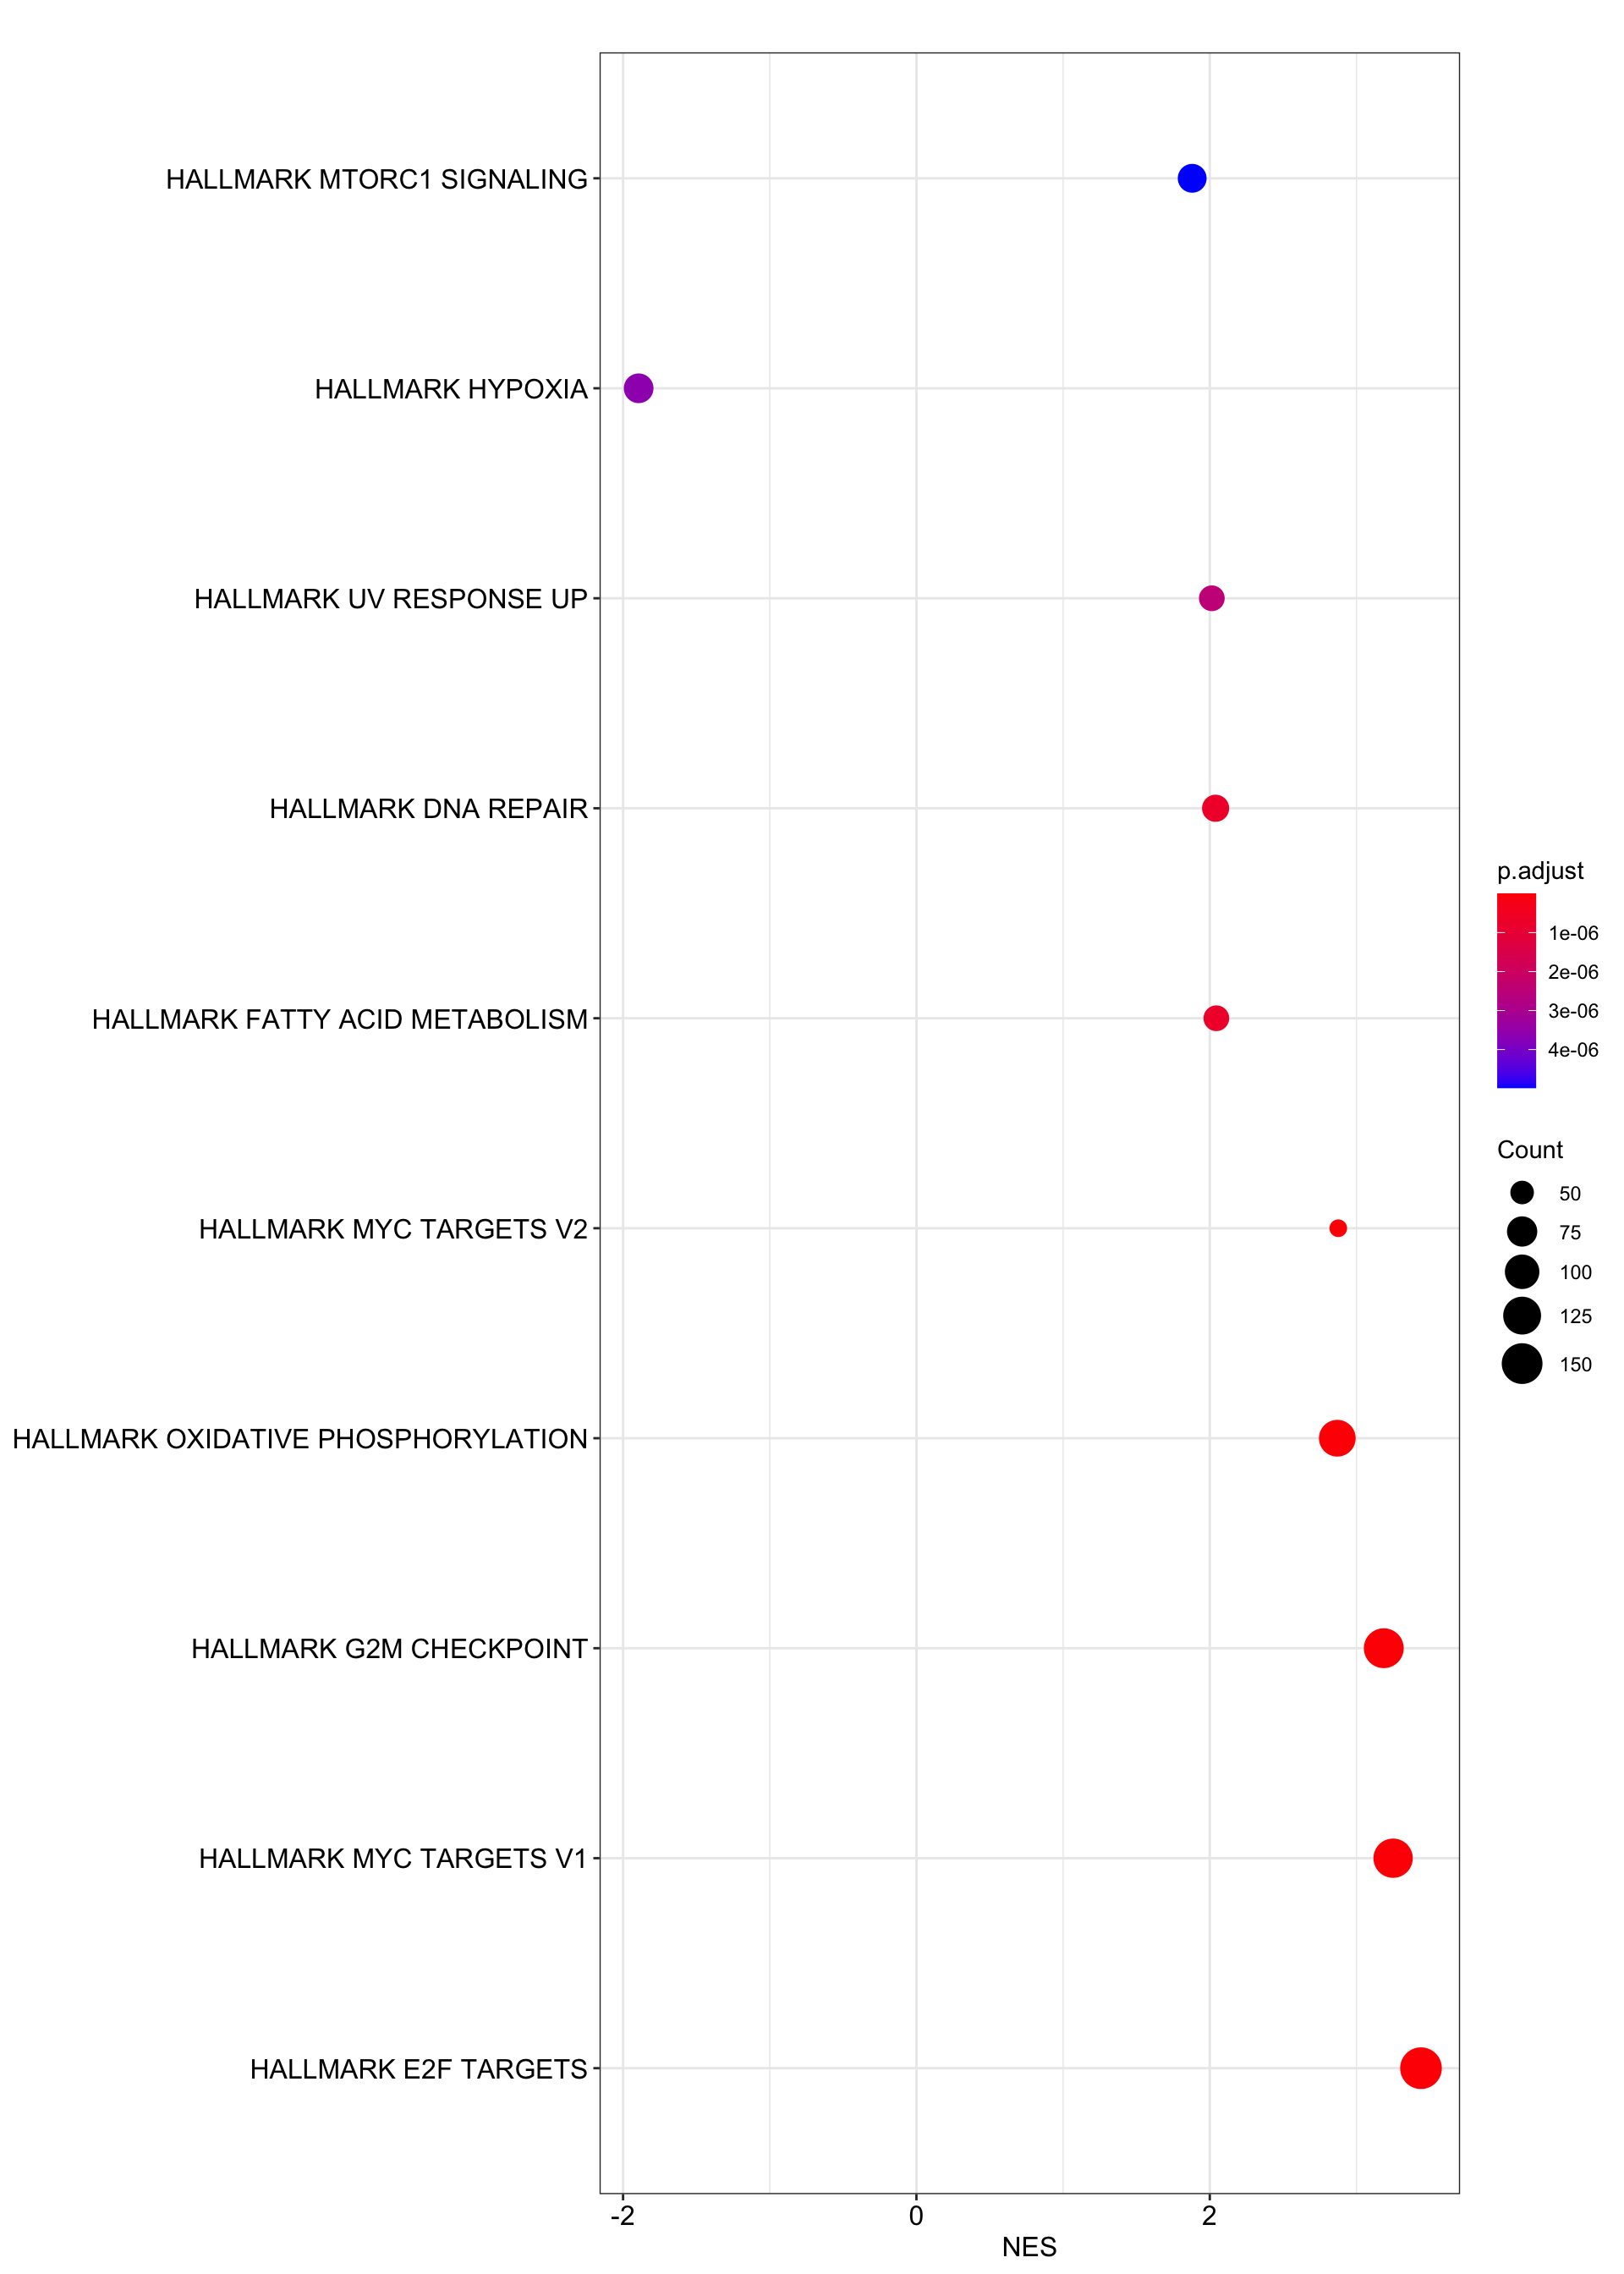 HALLMARK MTORC1 SIGNALING
HALLMARK HYPOXIA
HALLMARK UV RESPONSE UP
HALLMARK DNA REPAIR
HALLMARK FATTY ACID METABOLISM
HALLMARK MYC TARGETS V2
HALLMARK OXIDATIVE PHOSPHORYLATION
HALLMARK G2M CHECKPOINT
HALLMARK MYC TARGETS V1
HALLMARK E2F TARGETS
-2 0 2
NES
p.adjust
1e-06
2e-06
3e-06
4e-06
Count
50
75
100
125
150